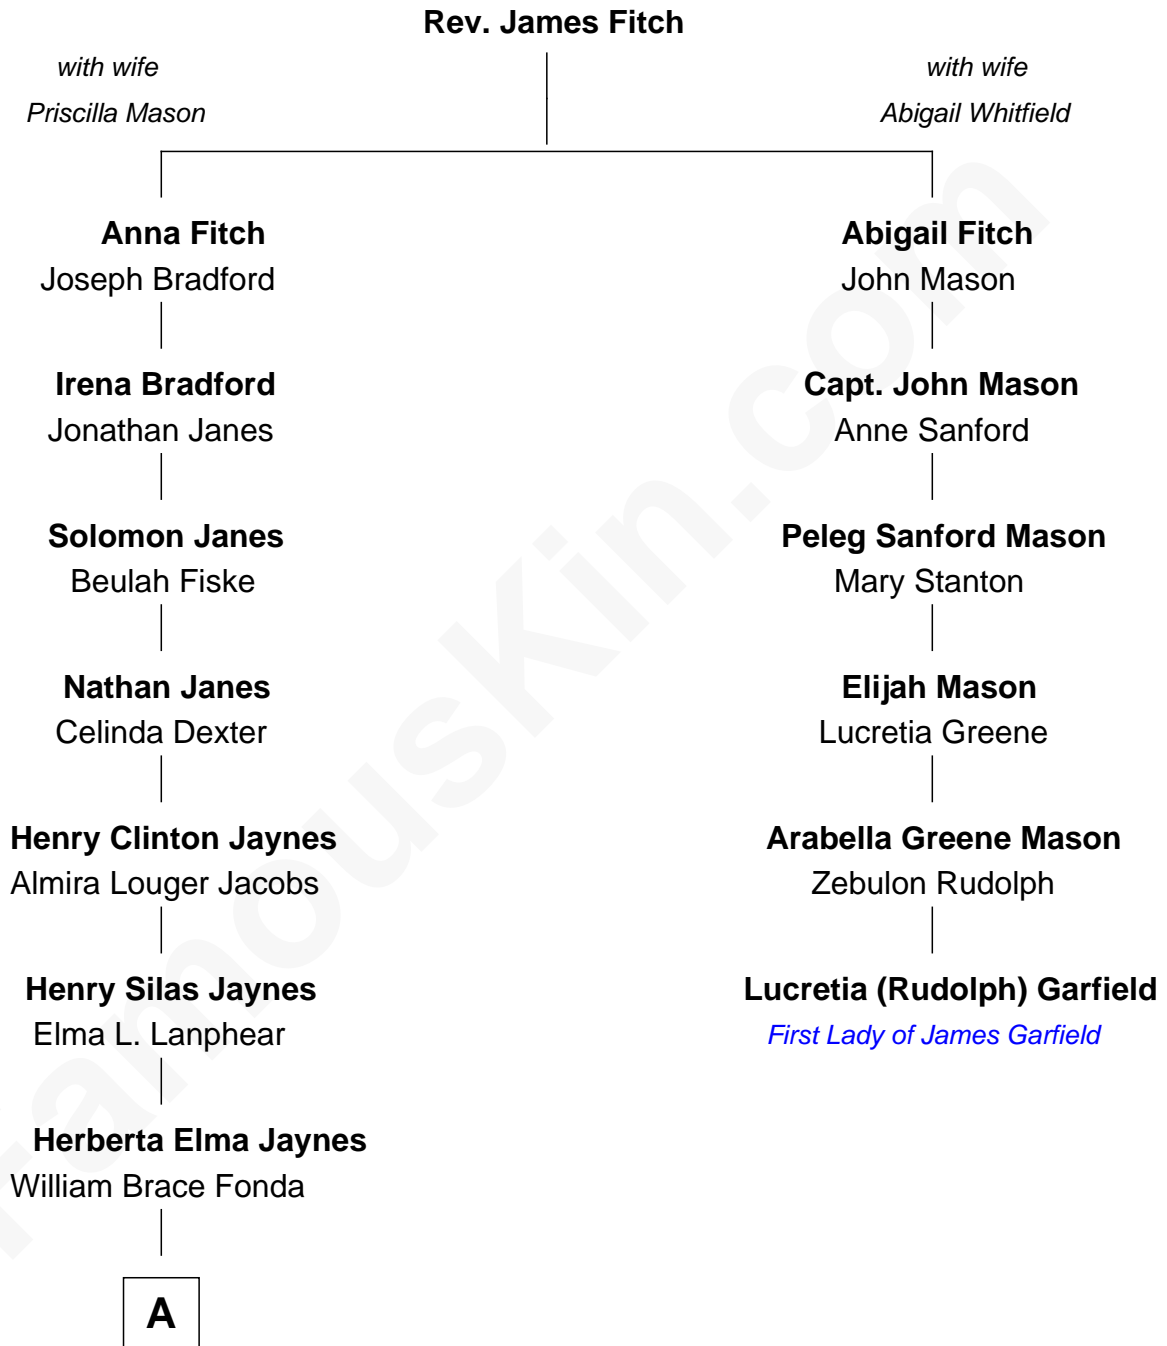 Rev. James Fitch
with wife
Priscilla Mason
with wife
Abigail Whitfield
Anna Fitch
Joseph Bradford
Abigail Fitch
John Mason
Irena Bradford
Jonathan Janes
Capt. John Mason
Anne Sanford
Solomon Janes
Beulah Fiske
Peleg Sanford Mason
Mary Stanton
Nathan Janes
Celinda Dexter
Elijah Mason
Lucretia Greene
Henry Clinton Jaynes
Almira Louger Jacobs
Arabella Greene Mason
Zebulon Rudolph
Henry Silas Jaynes
Elma L. Lanphear
Lucretia (Rudolph) Garfield
First Lady of James Garfield
Herberta Elma Jaynes
William Brace Fonda
A
FamousKin.com